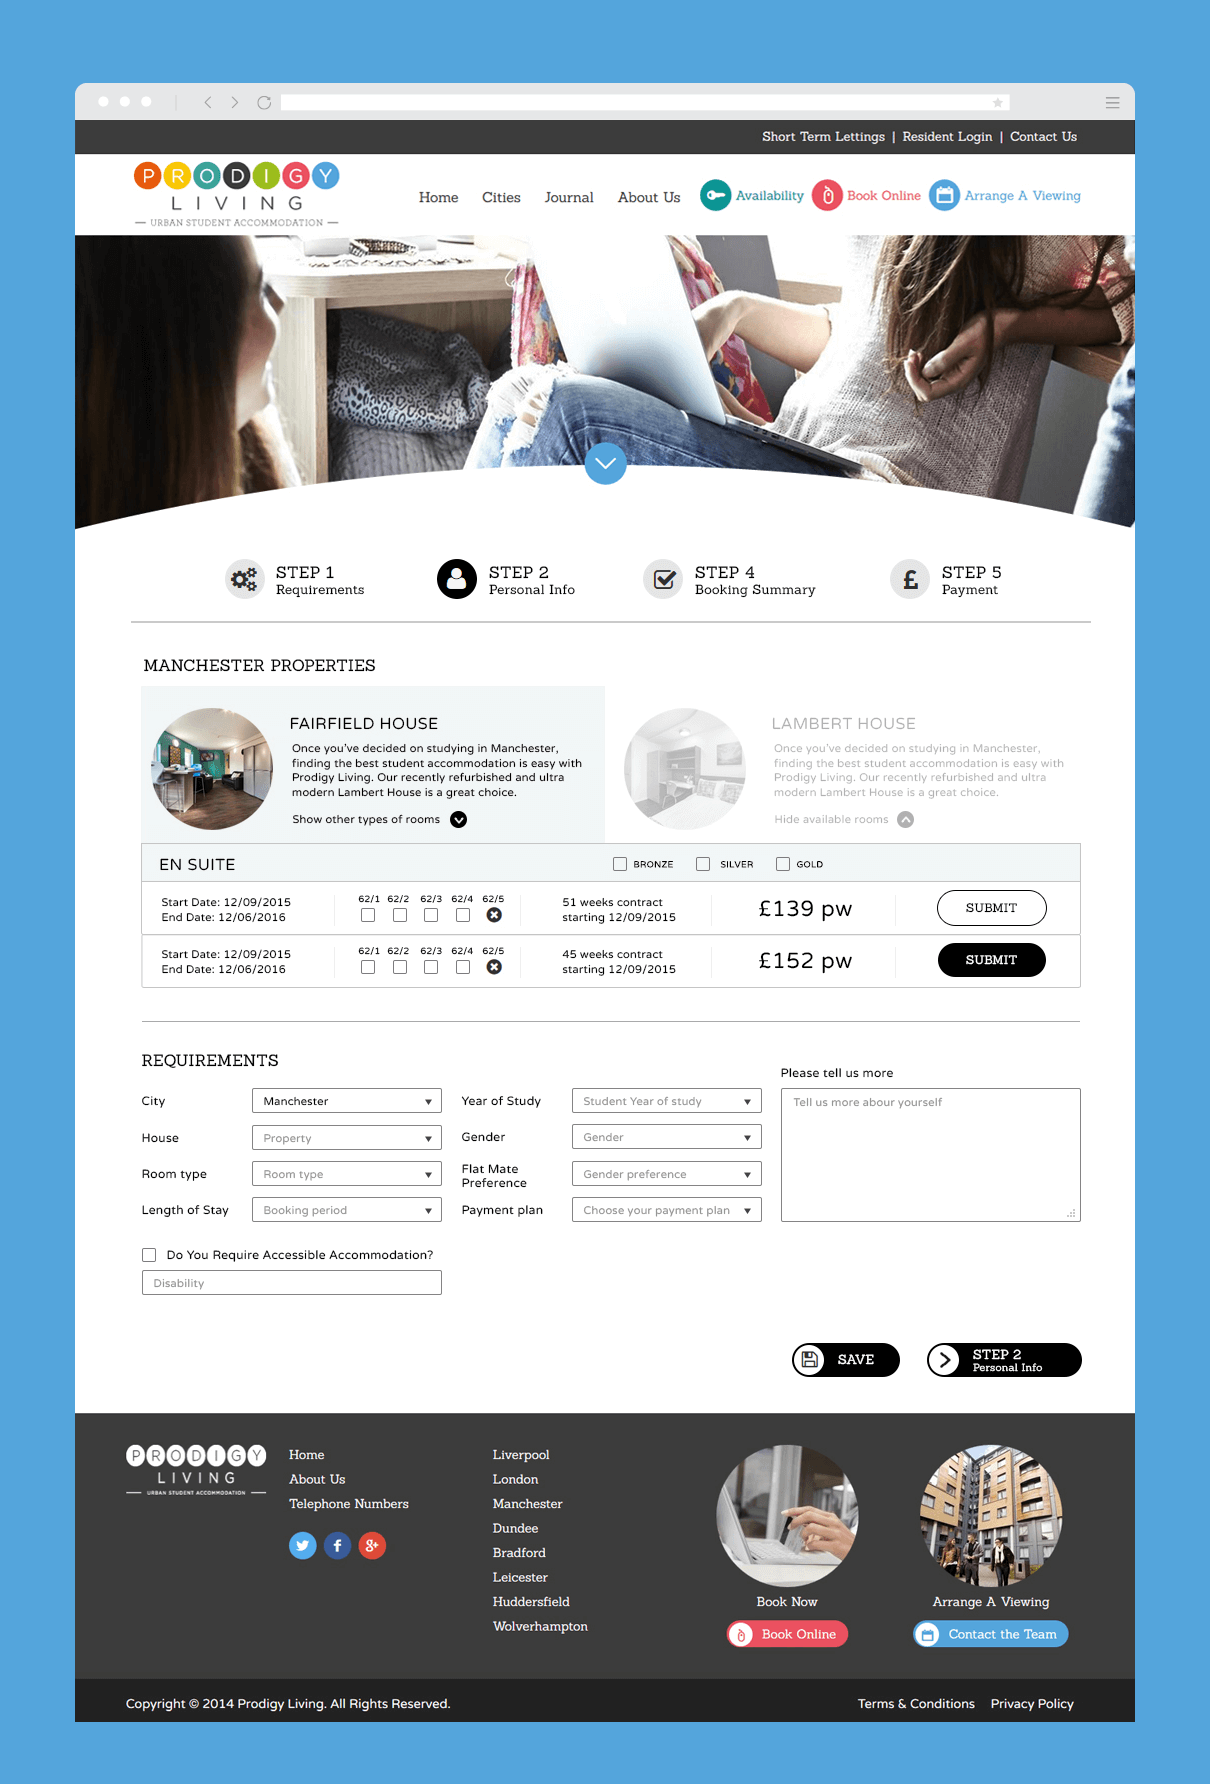 Short Term Lettings | Resident Login | Contact Us
PRODIGY
LIVING
URBAN STUDENT ACCOMMODATION
Home Cities Journal About Us Availability Book Online Arrange A Viewing
STEP 1
Requirements
STEP 2
Personal Info
STEP 4
Booking Summary
£
STEP 5
Payment
MANCHESTER PROPERTIES
FAIRFIELD HOUSE
Once you've decided on studying in Manchester,
finding the best student accommodation is easy with
Prodigy Living. Our recently refurbished and ultra
modern Lambert House is a great choice.
Show other types of rooms
LAMBERT HOUSE
Once you've decided on studying in Manchester,
finding the best student accommodation is easy with
Prodigy Living. Our recently refurbished and ultra
modern Lambert House is a great choice.
Hide available rooms
EN SUITE BRONZE SILVER GOLD
Start Date: 12/09/2015
End Date: 12/06/2016
62/1 62/2 62/3 62/4 62/5
51 weeks contract
starting 12/09/2015
£139 pw
SUBMIT
Start Date: 12/09/2015
End Date: 12/06/2016
62/1 62/2 62/3 62/4 62/5
45 weeks contract
starting 12/09/2015
£152 pw
SUBMIT
REQUIREMENTS
City Manchester
House Property
Room type Room type
Length of Stay Booking period
Year of Study Student Year of study
Gender Gender
Flat Mate
Preference
Gender preference
Payment plan Choose your payment plan
Please tell us more
Tell us more abour yourself
Do You Require Accessible Accommodation?
Disability
SAVE
STEP 2
Personal Info
PRODIGY
LIVING
URBAN STUDENT ACCOMMODATION
Home
About Us
Telephone Numbers
f
g+
Liverpool
London
Manchester
Dundee
Bradford
Leicester
Huddersfield
Wolverhampton
Book Now
Book Online
Arrange A Viewing
Contact the Team
Copyright © 2014 Prodigy Living. All Rights Reserved.
Terms & Conditions Privacy Policy